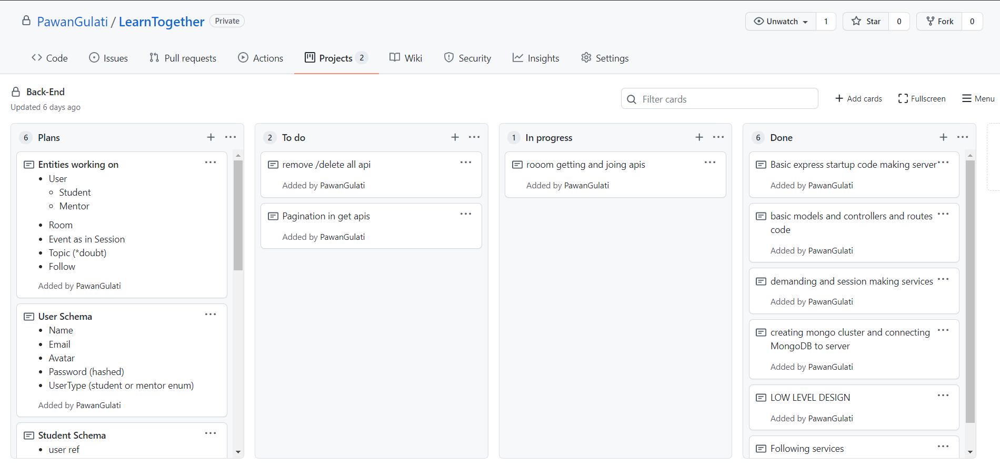 PawanGulati / LearnTogether Private
Unwatch 1 Star 0 Fork 0
Code Issues Pull requests Actions Projects 2 Wiki Security Insights Settings
Back-End
Updated 6 days ago
Filter cards
Add cards Fullscreen Menu
6 Plans
Entities working on
User
Student
Mentor
Room
Event as in Session
Topic (*doubt)
Follow
Added by PawanGulati
User Schema
Name
Email
Avatar
Password (hashed)
UserType (student or mentor enum)
Added by PawanGulati
Student Schema
user ref
2 To do
remove /delete all api
Added by PawanGulati
Pagination in get apis
Added by PawanGulati
1 In progress
rooom getting and joing apis
Added by PawanGulati
6 Done
Basic express startup code making server
Added by PawanGulati
basic models and controllers and routes
code
Added by PawanGulati
demanding and session making services
Added by PawanGulati
creating mongo cluster and connecting
MongoDB to server
Added by PawanGulati
LOW LEVEL DESIGN
Added by PawanGulati
Following services